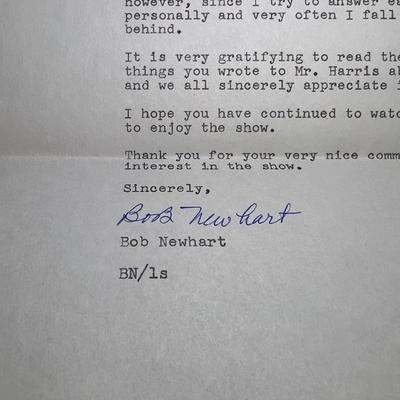 however, since I try to answer
personally and very often I fall
behind.
It is very gratifying to read the
things you wrote to Mr. Harris
and we all sincerely appreciate
I hope you have continued to
to enjoy the show.
Thank you for your very nice
interest in the show.
Sincerely,
Bob Newhart
Bob Newhart
BN/ls